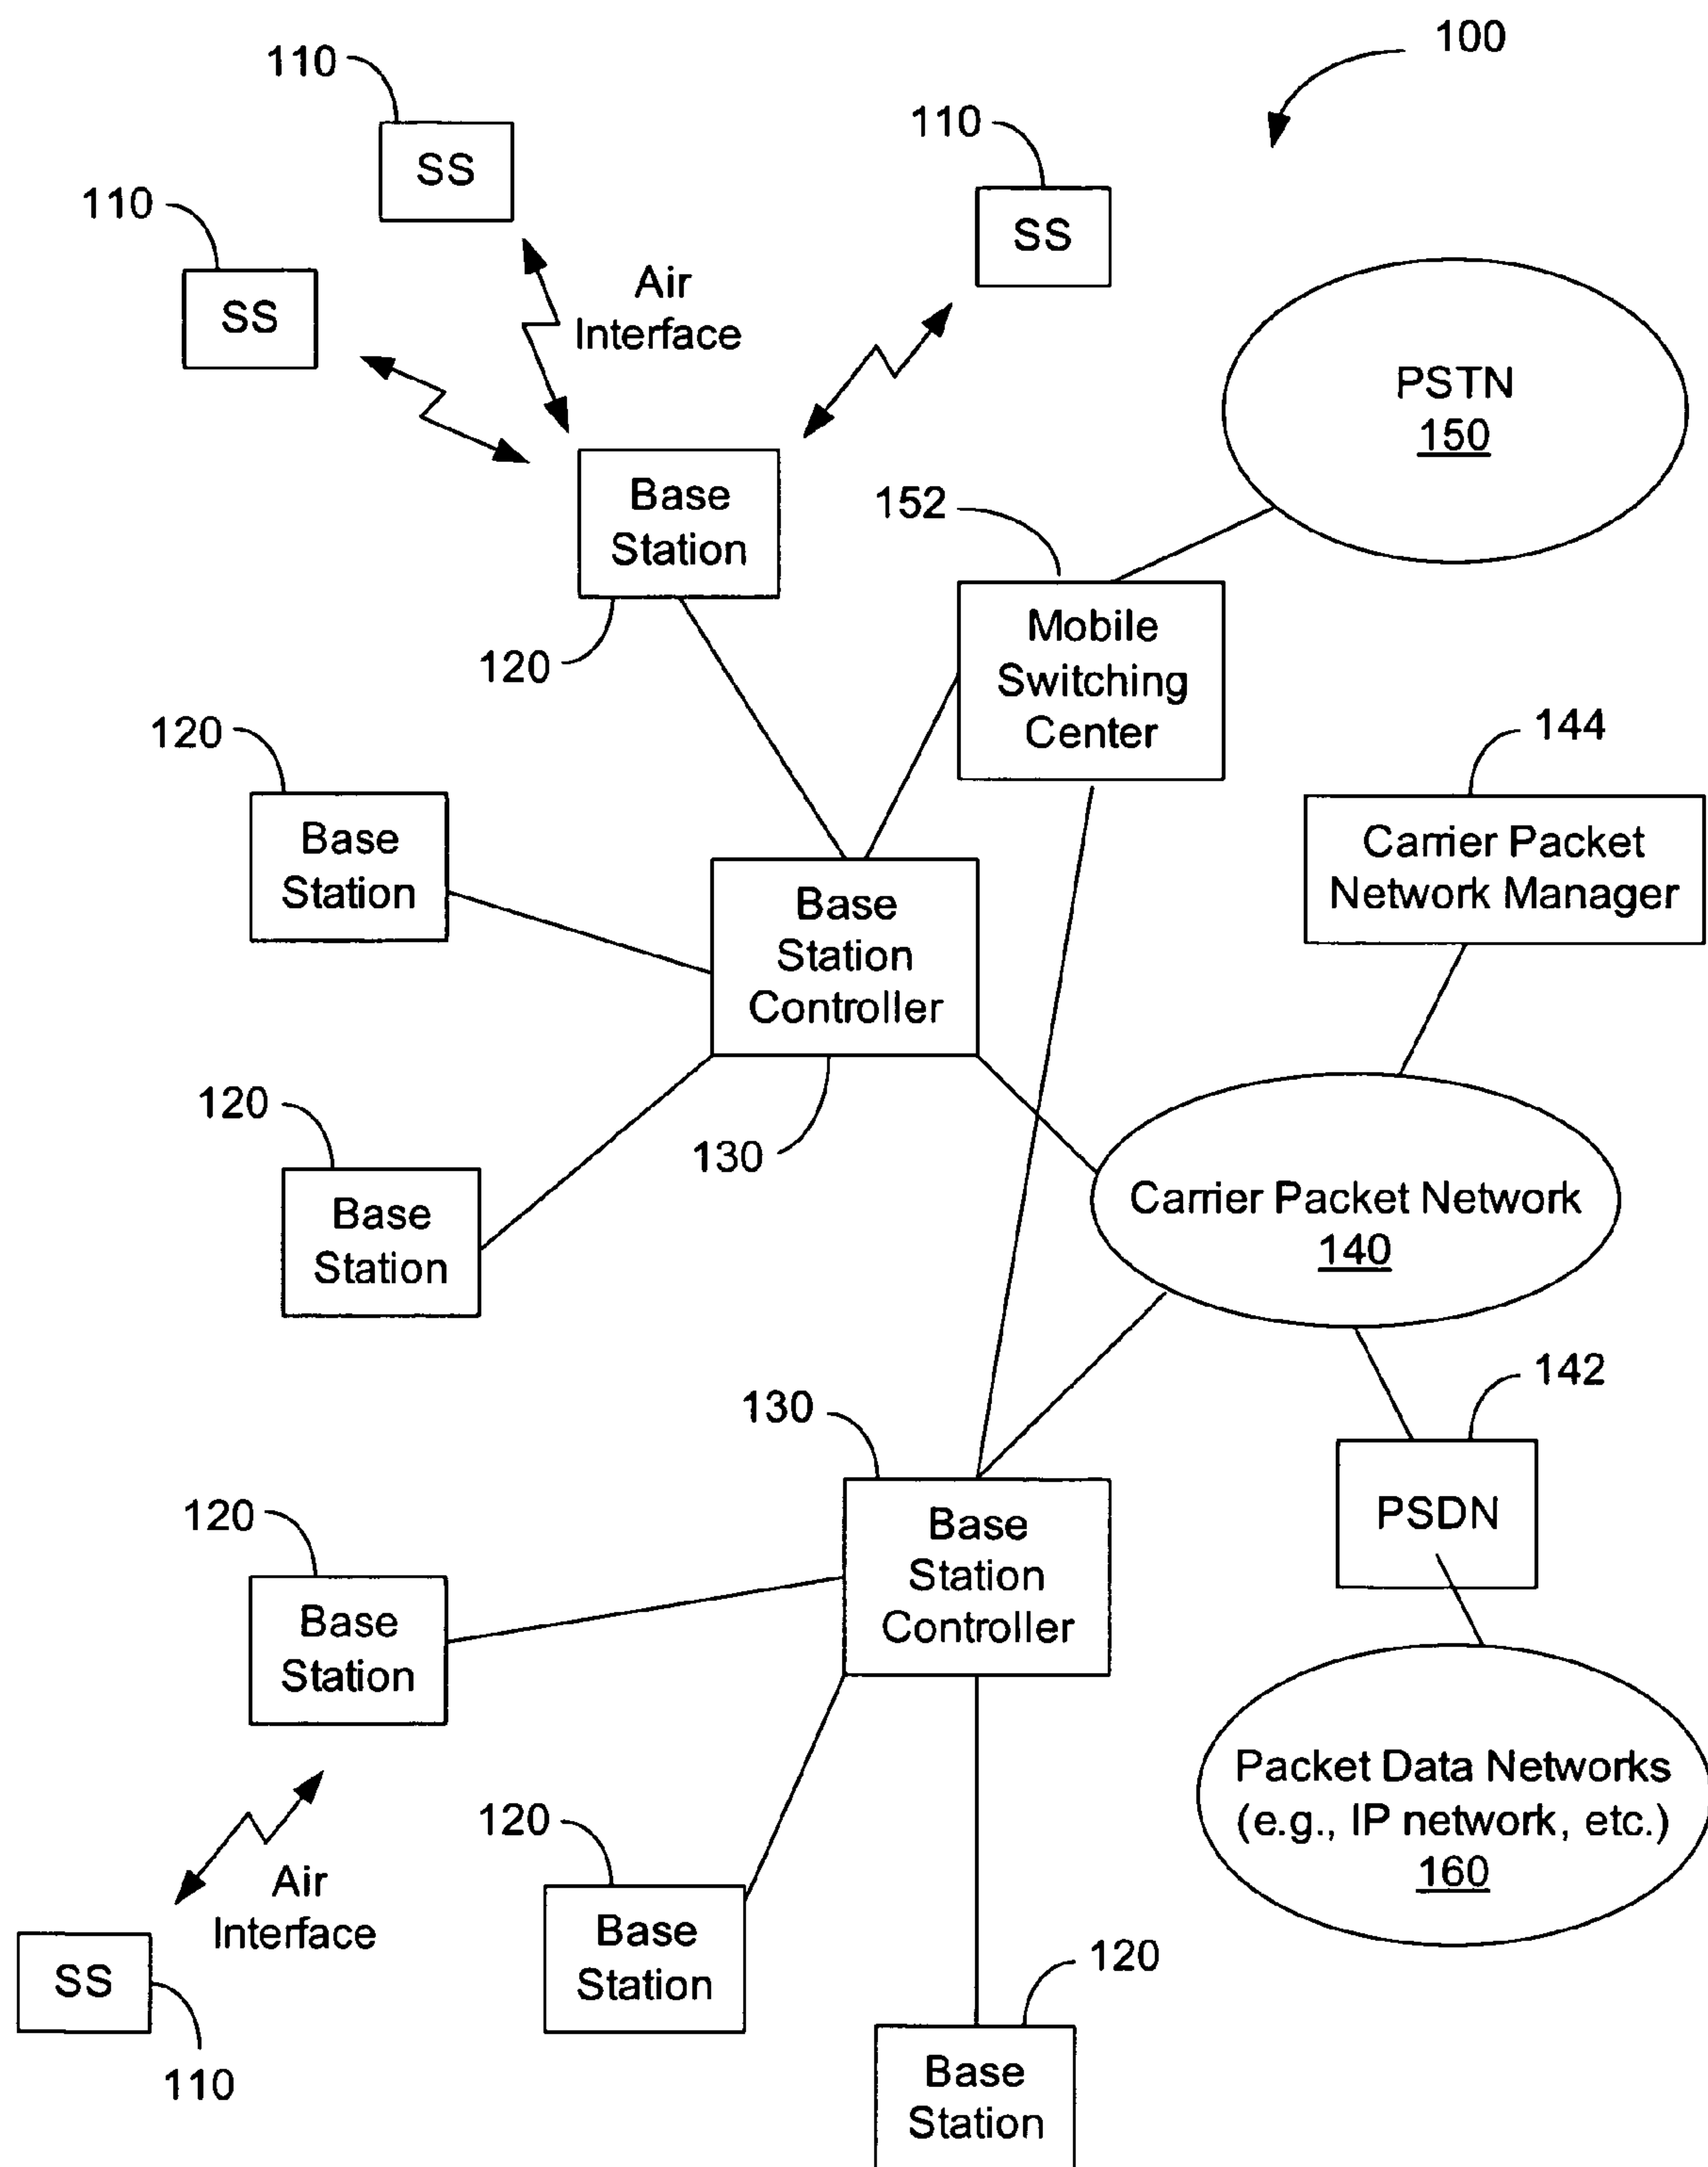 100
110
110
110
SS
SS
SS
Air
Interface
PSTN
150
Base
Station
152
120
Mobile
Switching
Center
120
144
Base
Station
Carrier Packet
Network Manager
Base
Station
Controller
120
130
Base
Station
Carrier Packet Network
140
142
130
PSDN
120
Base
Station
Controller
Base
Station
Packet Data Networks
(e.g., IP network, etc.)
160
120
Air
Interface
Base
Station
120
SS
110
Base
Station